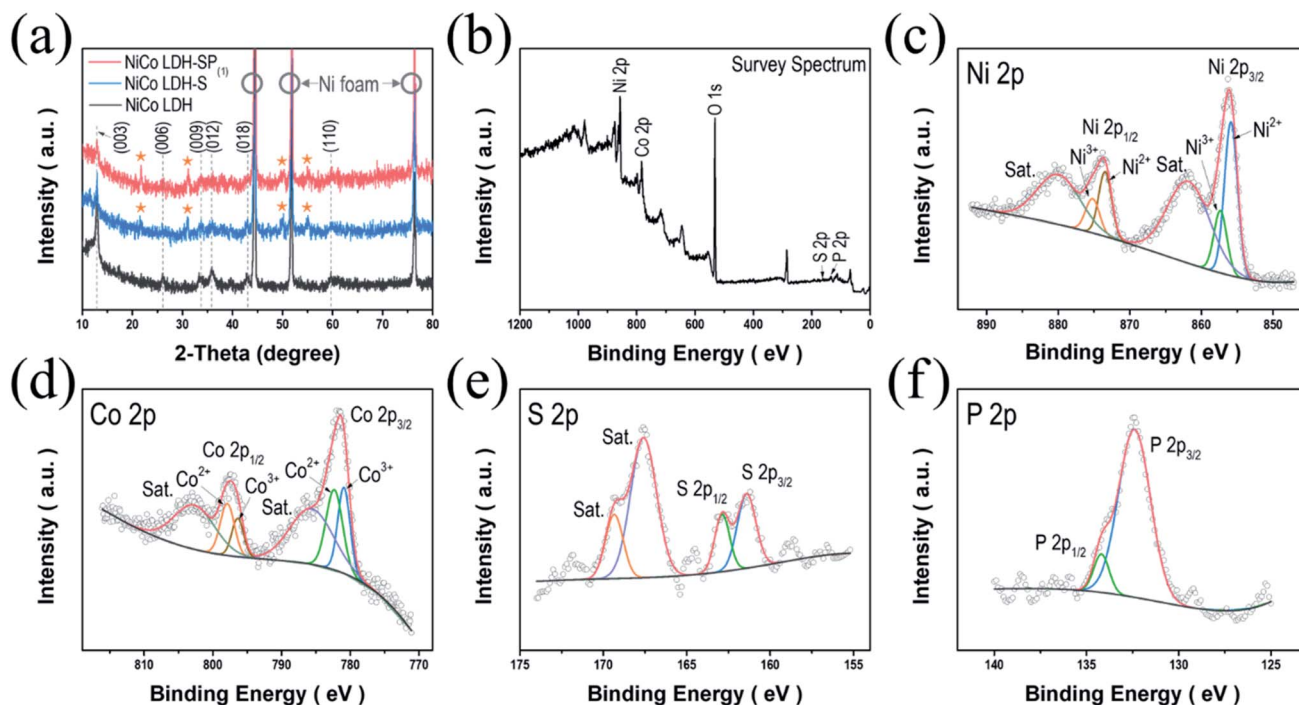 (a)
Intensity ( a.u. )
NiCo LDH-SP(1)
NiCo LDH-S
NiCo LDH
Ni foam
(003)
(006)
(009)
(012)
(018)
(110)
10 20 30 40 50 60 70 80
2-Theta (degree)
(b)
Intensity ( a.u. )
Survey Spectrum
Ni 2p
Co 2p
O 1s
S 2p
P 2p
1200 1000 800 600 400 200 0
Binding Energy ( eV )
(c)
Intensity ( a.u. )
Ni 2p
Ni 2p3/2
Ni 2p1/2
Ni3+
Ni2+
Sat.
Ni3+
Ni2+
Sat.
890 880 870 860 850
Binding Energy ( eV )
(d)
Intensity ( a.u. )
Co 2p
Co 2p3/2
Co 2p1/2
Co2+
Co3+
Sat.
Co2+
Co3+
Sat.
810 800 790 780 770
Binding Energy ( eV )
(e)
Intensity ( a.u. )
S 2p
Sat.
Sat.
S 2p1/2
S 2p3/2
175 170 165 160 155
Binding Energy ( eV )
(f)
Intensity ( a.u. )
P 2p
P 2p3/2
P 2p1/2
140 135 130 125
Binding Energy ( eV )